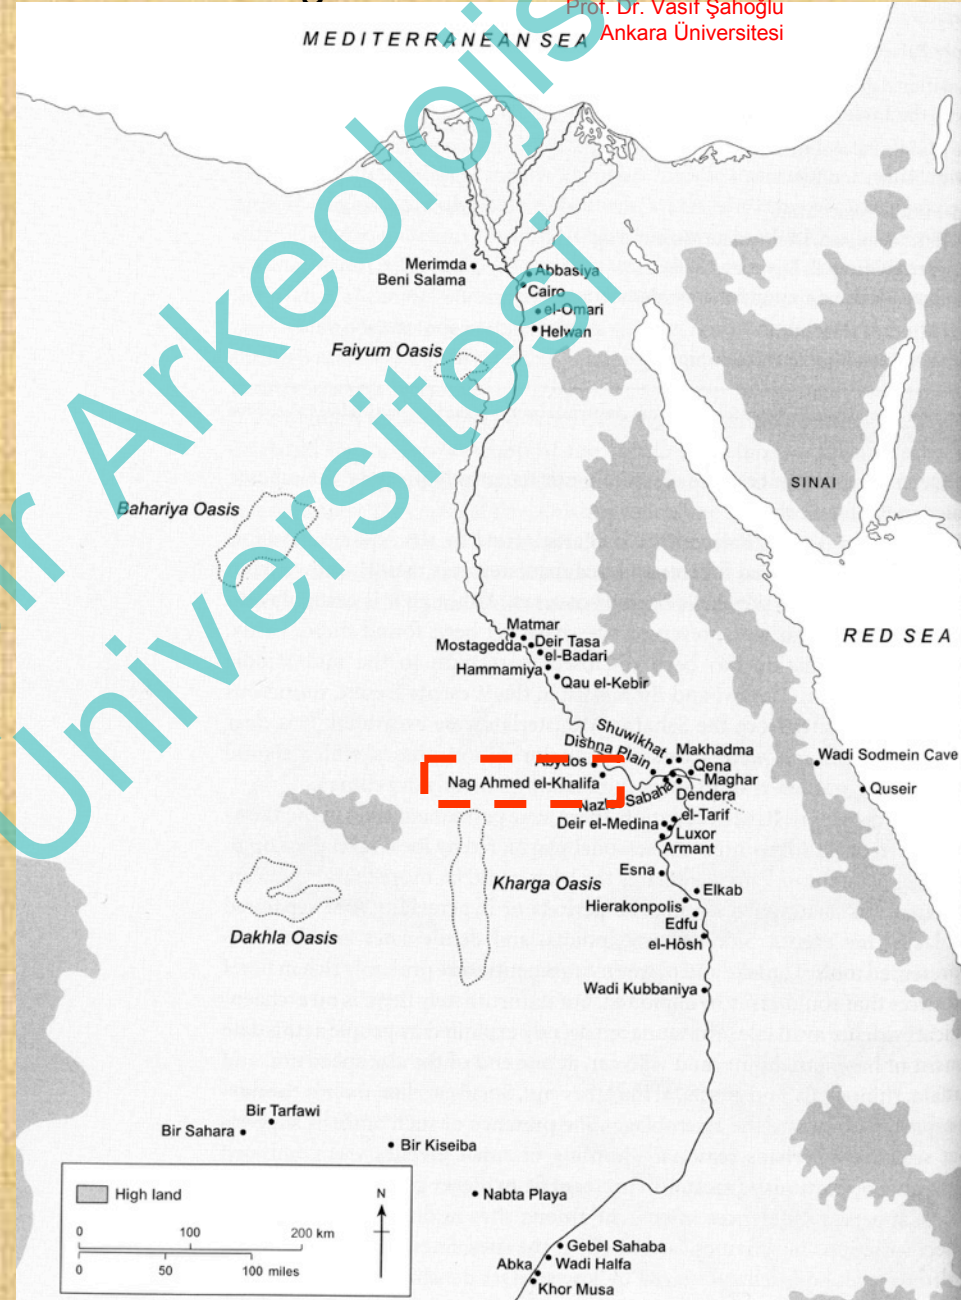 Prof. Dr. Vasıf Şahoğlu
Ankara Üniversitesi
MEDITERRANEAN SEA
Merimda
Beni Salama
Abbasiya
Cairo
el-Omari
Helwan
Faiyum Oasis
SINAI
Bahariya Oasis
Matmar
Deir Tasa
Mostagedda
el-Badari
Hammamiya
Qau el-Kebir
RED SEA
Shuwikhat
Dishna Plain
Makhadma
Abydos
Qena
Wadi Sodmein Cave
Nag Ahmed el-Khalifa
Maghar
Quseir
Sabaha
Dendera
el-Tarif
Deir el-Medina
Luxor
Armant
Esna
Kharga Oasis
Elkab
Hierakonpolis
Edfu
Dakhla Oasis
el-Hôsh
Wadi Kubbaniya
Bir Tarfawi
Bir Sahara
Bir Kiseiba
High land
N
Nabta Playa
0 100 200 km
0 50 100 miles
Gebel Sahaba
Abka
Wadi Halfa
Khor Musa
Üniversitesi